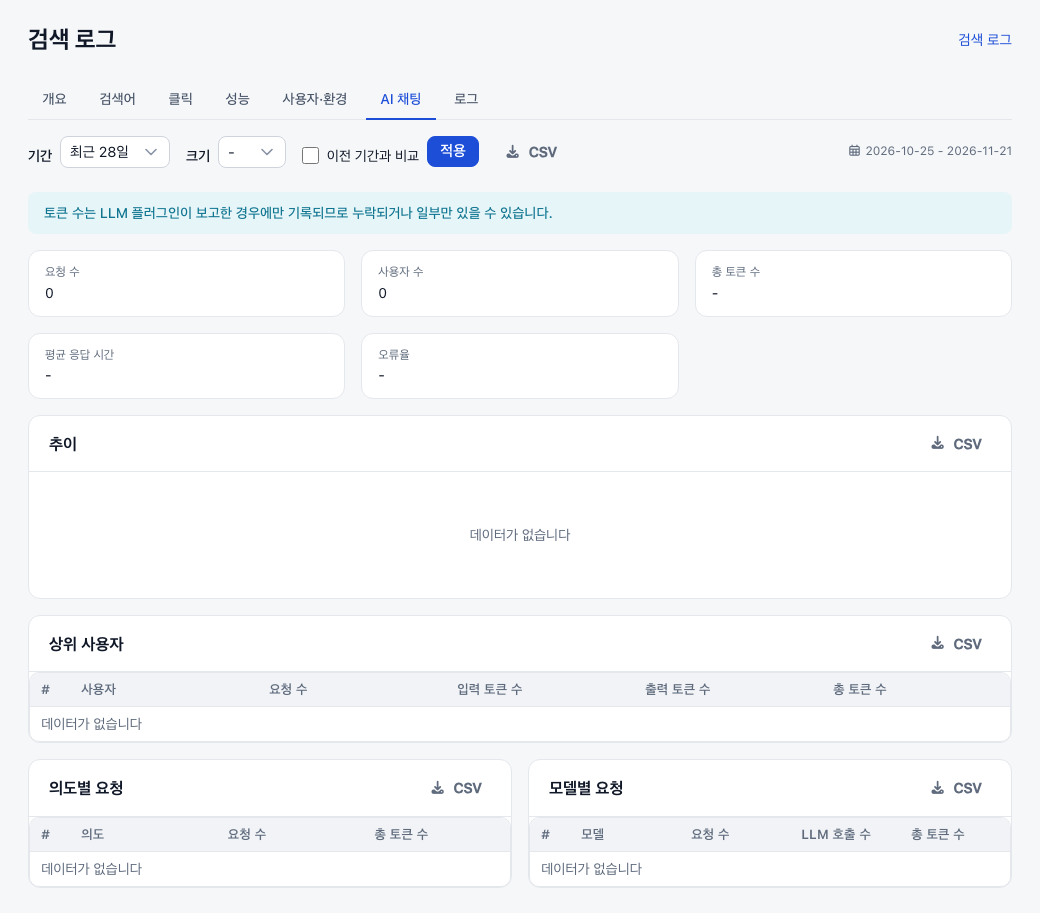 검색 로그
검색 로그
개요 검색어 클릭 성능 사용자·환경 AI 채팅 로그
기간 최근 28일 크기 - 이전 기간과 비교 적용 CSV 2026-10-25 - 2026-11-21
토큰 수는 LLM 플러그인이 보고한 경우에만 기록되므로 누락되거나 일부만 있을 수 있습니다.
요청 수
0
사용자 수
0
총 토큰 수
-
평균 응답 시간
-
오류율
-
추이 CSV
데이터가 없습니다
상위 사용자 CSV
# 사용자 요청 수 입력 토큰 수 출력 토큰 수 총 토큰 수
데이터가 없습니다
의도별 요청 CSV
# 의도 요청 수 총 토큰 수
데이터가 없습니다
모델별 요청 CSV
# 모델 요청 수 LLM 호출 수 총 토큰 수
데이터가 없습니다